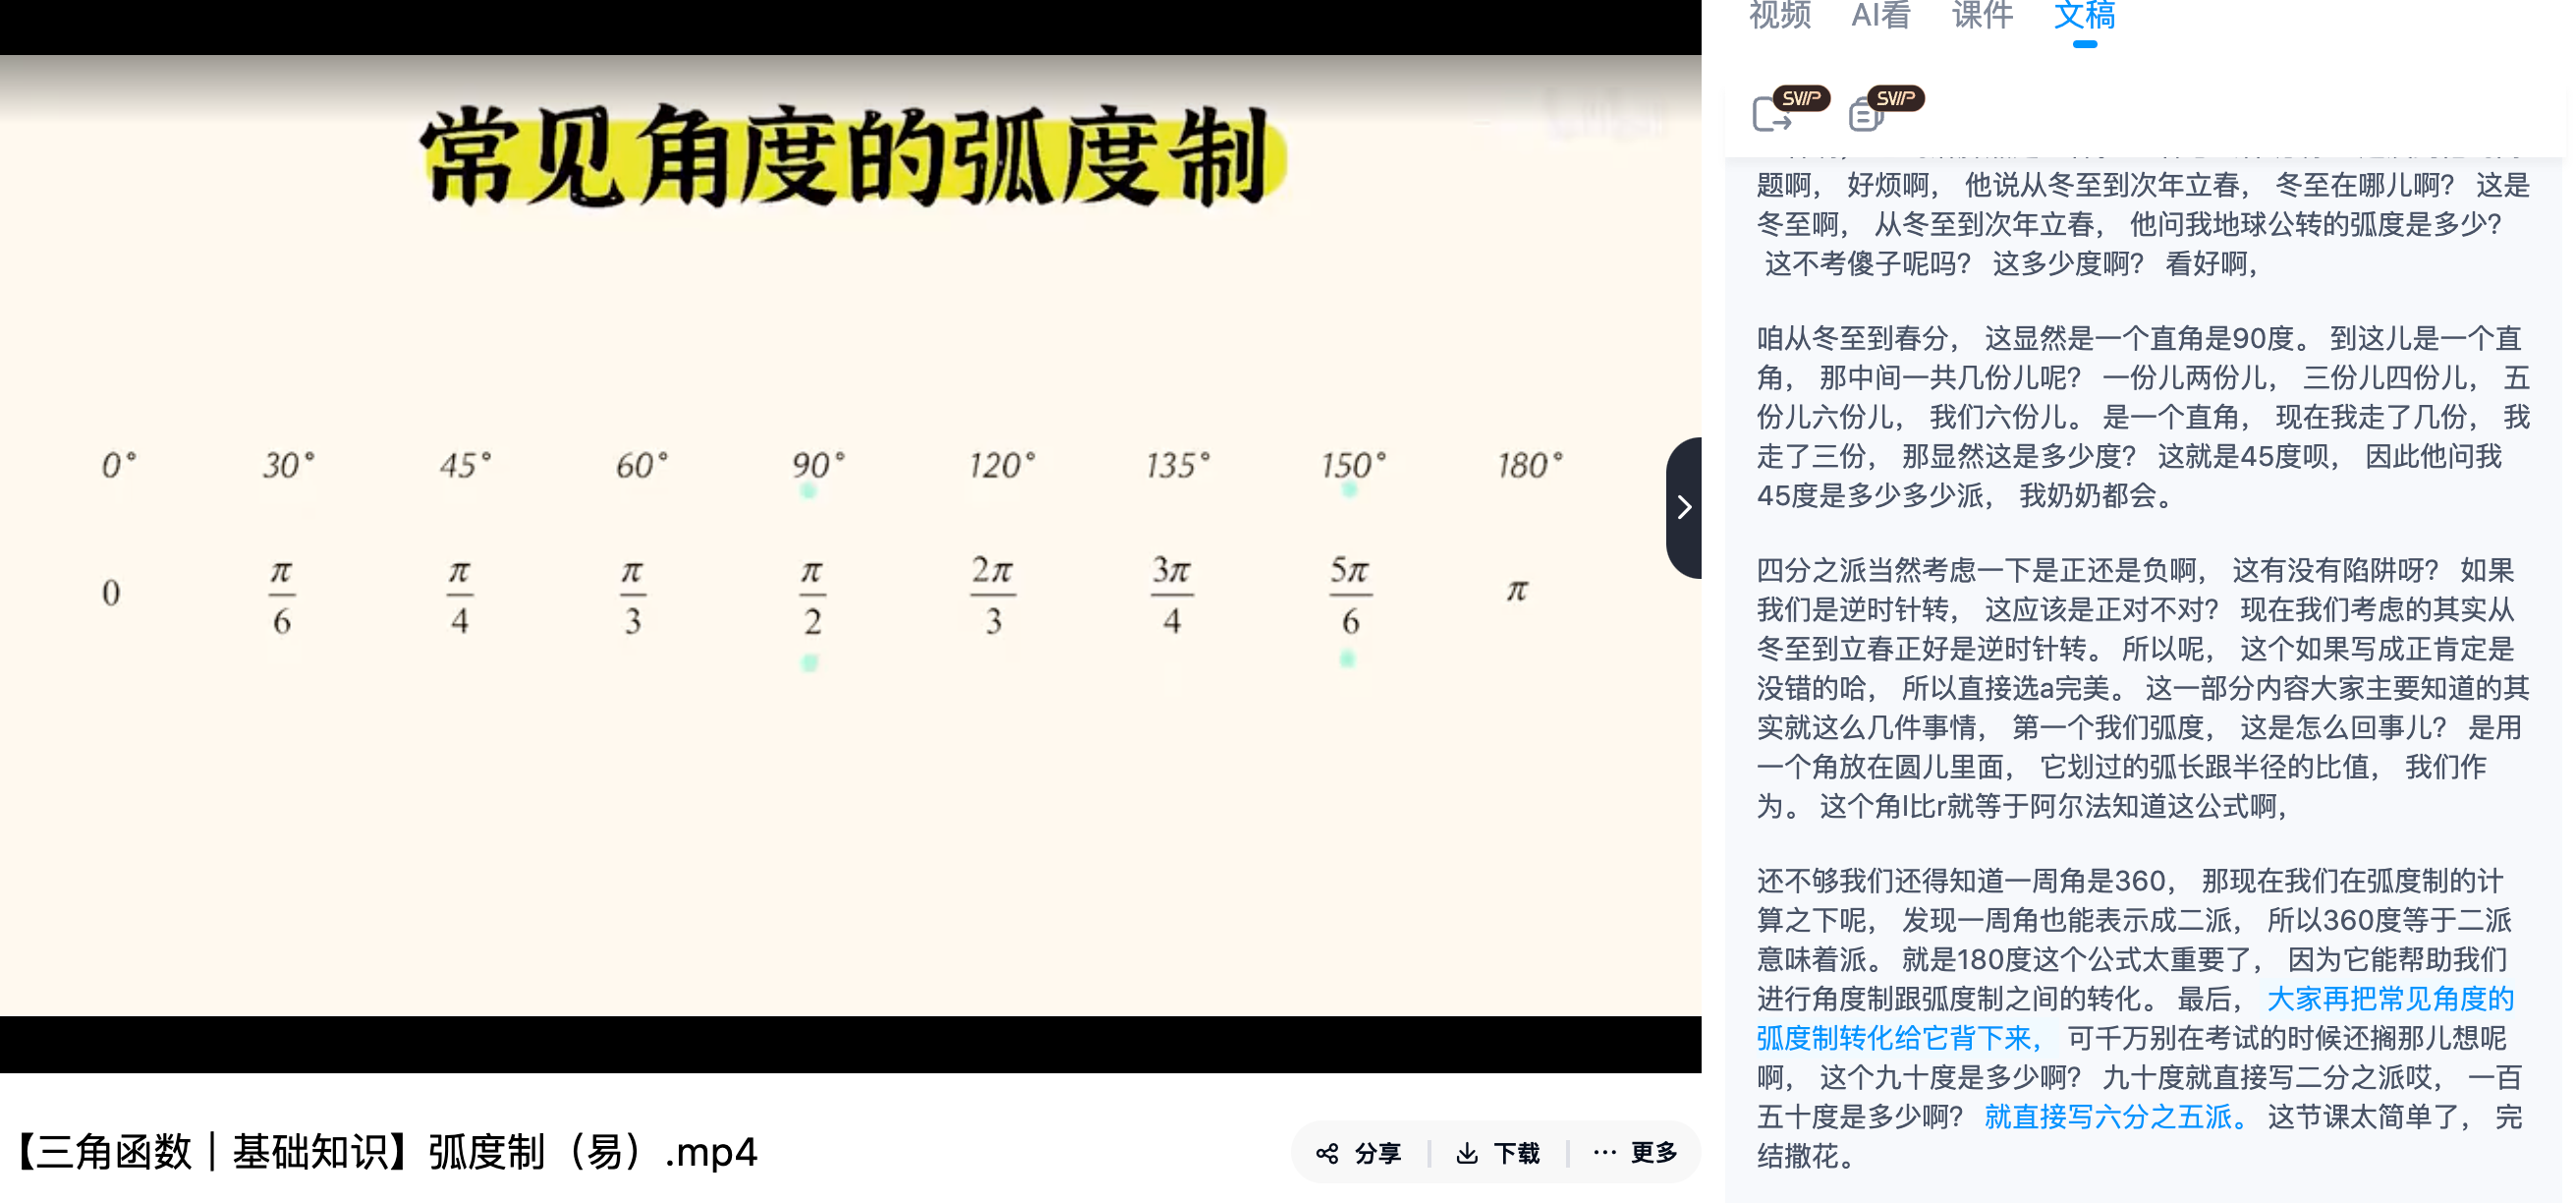 常见角度的弧度制
0° 30° 45° 60° 90° 120° 135° 150° 180°
0 π/6 π/4 π/3 π/2 2π/3 3π/4 5π/6 π
【三角函数｜基础知识】弧度制（易）.mp4
分享 下载 更多
视频 AI看 课件 文稿
SVIP SVIP
题啊， 好烦啊， 他说从冬至到次年立春， 冬至在哪儿啊？ 这是
冬至啊， 从冬至到次年立春， 他问我地球公转的弧度是多少？
这不考傻子呢吗？ 这多少度啊？ 看好啊，
咱从冬至到春分， 这显然是一个直角是90度。 到这儿是一个直
角， 那中间一共几份儿呢？ 一份儿两份儿， 三份儿四份儿， 五
份儿六份儿， 我们六份儿。 是一个直角， 现在我走了几份， 我
走了三份， 那显然这是多少度？ 这就是45度呗， 因此他问我
45度是多少多少派， 我奶奶都会。
四分之派当然考虑一下是正还是负啊， 这有没有陷阱呀？ 如果
我们是逆时针转， 这应该是正对不对？ 现在我们考虑的其实从
冬至到立春正好是逆时针转。 所以呢， 这个如果写成正肯定是
没错的哈， 所以直接选a完美。 这一部分内容大家主要知道的其
实就这么几件事情， 第一个我们弧度， 这是怎么回事儿？ 是用
一个角放在圆儿里面， 它划过的弧长跟半径的比值， 我们作
为。 这个角l比r就等于阿尔法知道这公式啊，
还不够我们还得知道一周角是360， 那现在我们在弧度制的计
算之下呢， 发现一周角也能表示成二派， 所以360度等于二派
意味着派。 就是180度这个公式太重要了， 因为它能帮助我们
进行角度制跟弧度制之间的转化。 最后， 大家再把常见角度的
弧度制转化给它背下来， 可千万别在考试的时候还搁那儿想呢
啊， 这个九十度是多少啊？ 九十度就直接写二分之派哎， 一百
五十度是多少啊？ 就直接写六分之五派。 这节课太简单了， 完
结撒花。